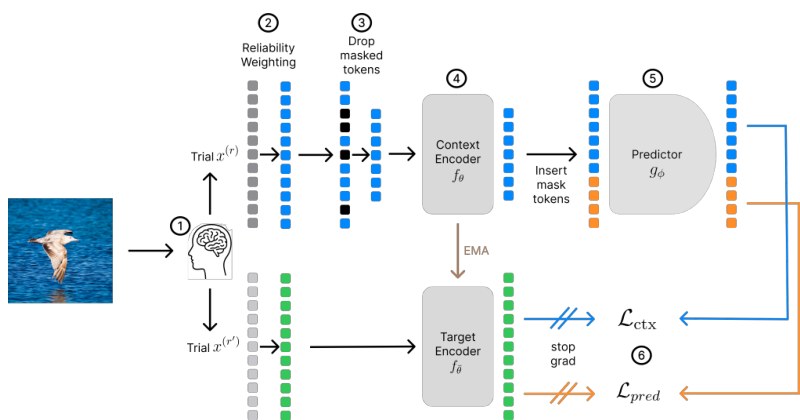 ②
Reliability
Weighting
③
Drop
masked
tokens
④
⑤
Trial x^(r)
Context
Encoder
f_θ
Insert
mask
tokens
Predictor
g_ϕ
①
EMA
Trial x^(r′)
Target
Encoder
f_θ̄
stop
grad
ℒ_ctx
⑥
ℒ_pred